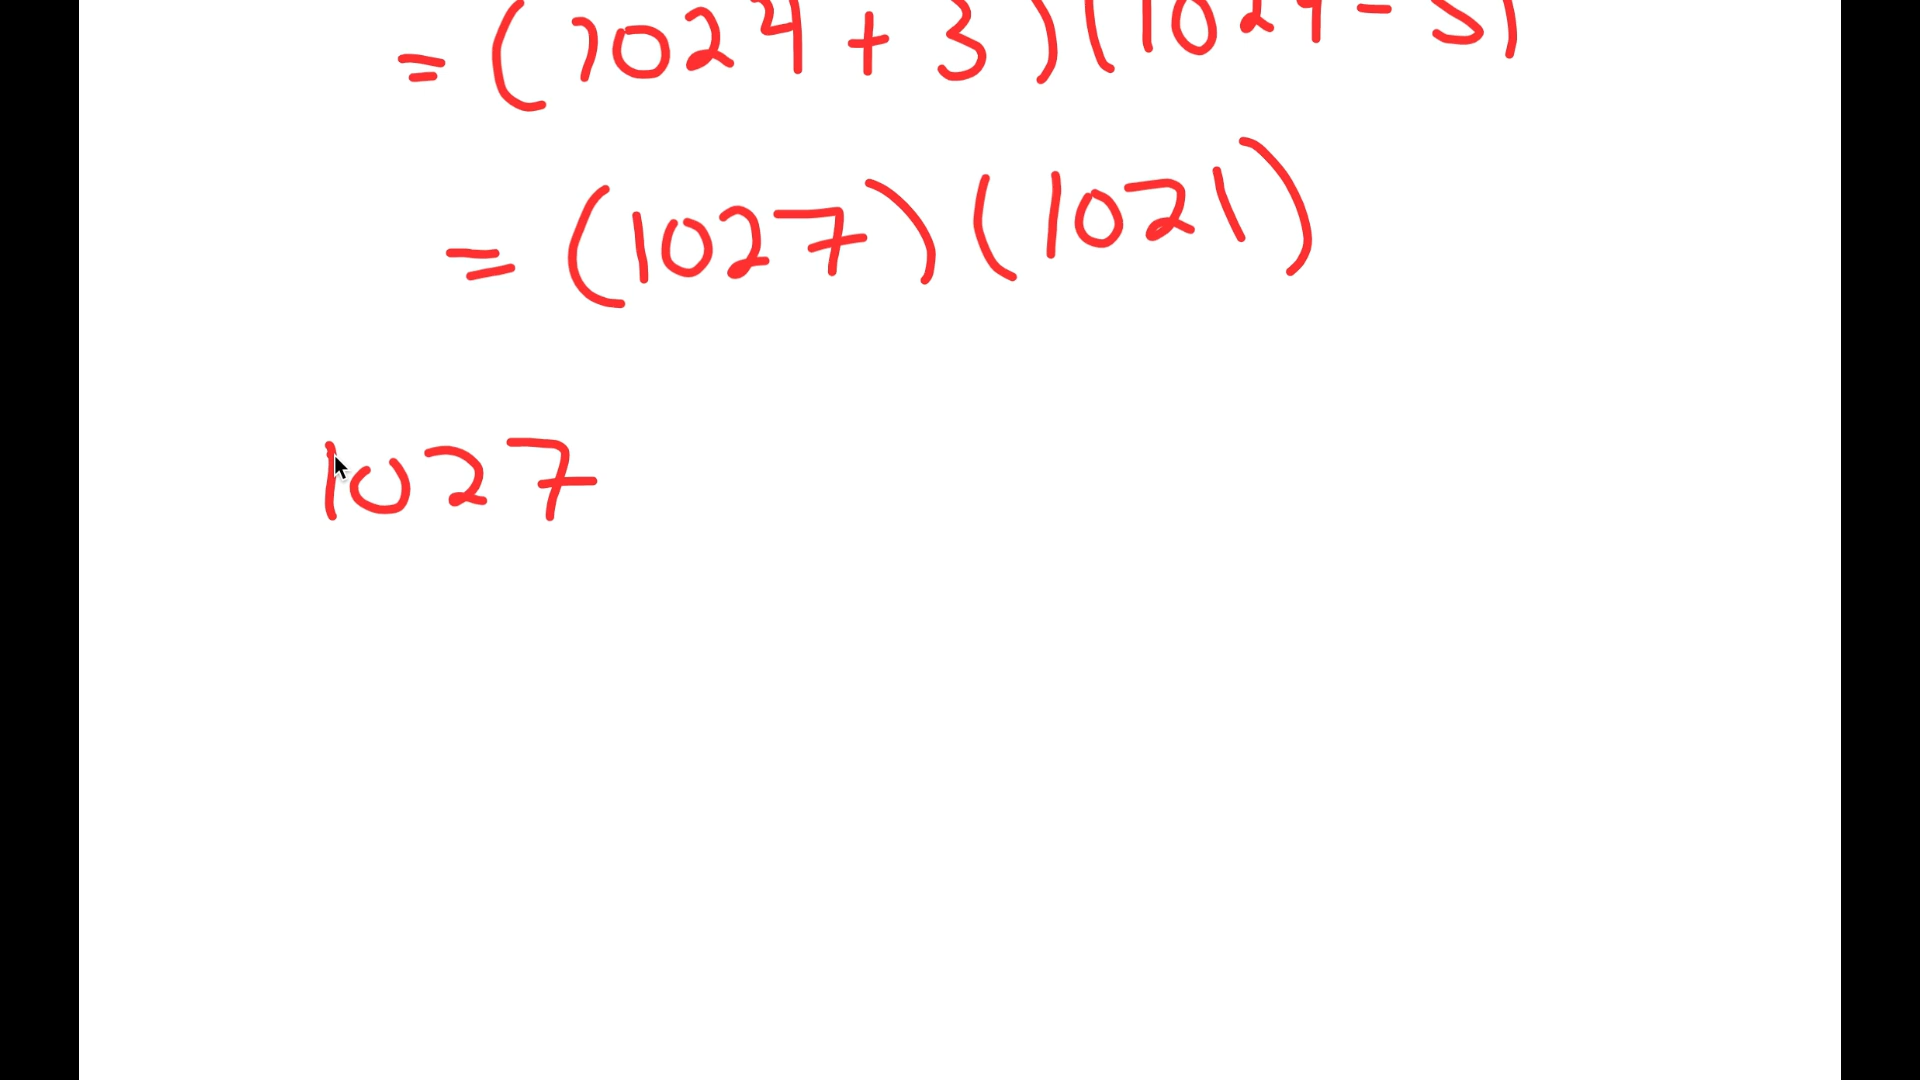 = (1024 + 3)(1024 - 3)
= (1027)(1021)
1027